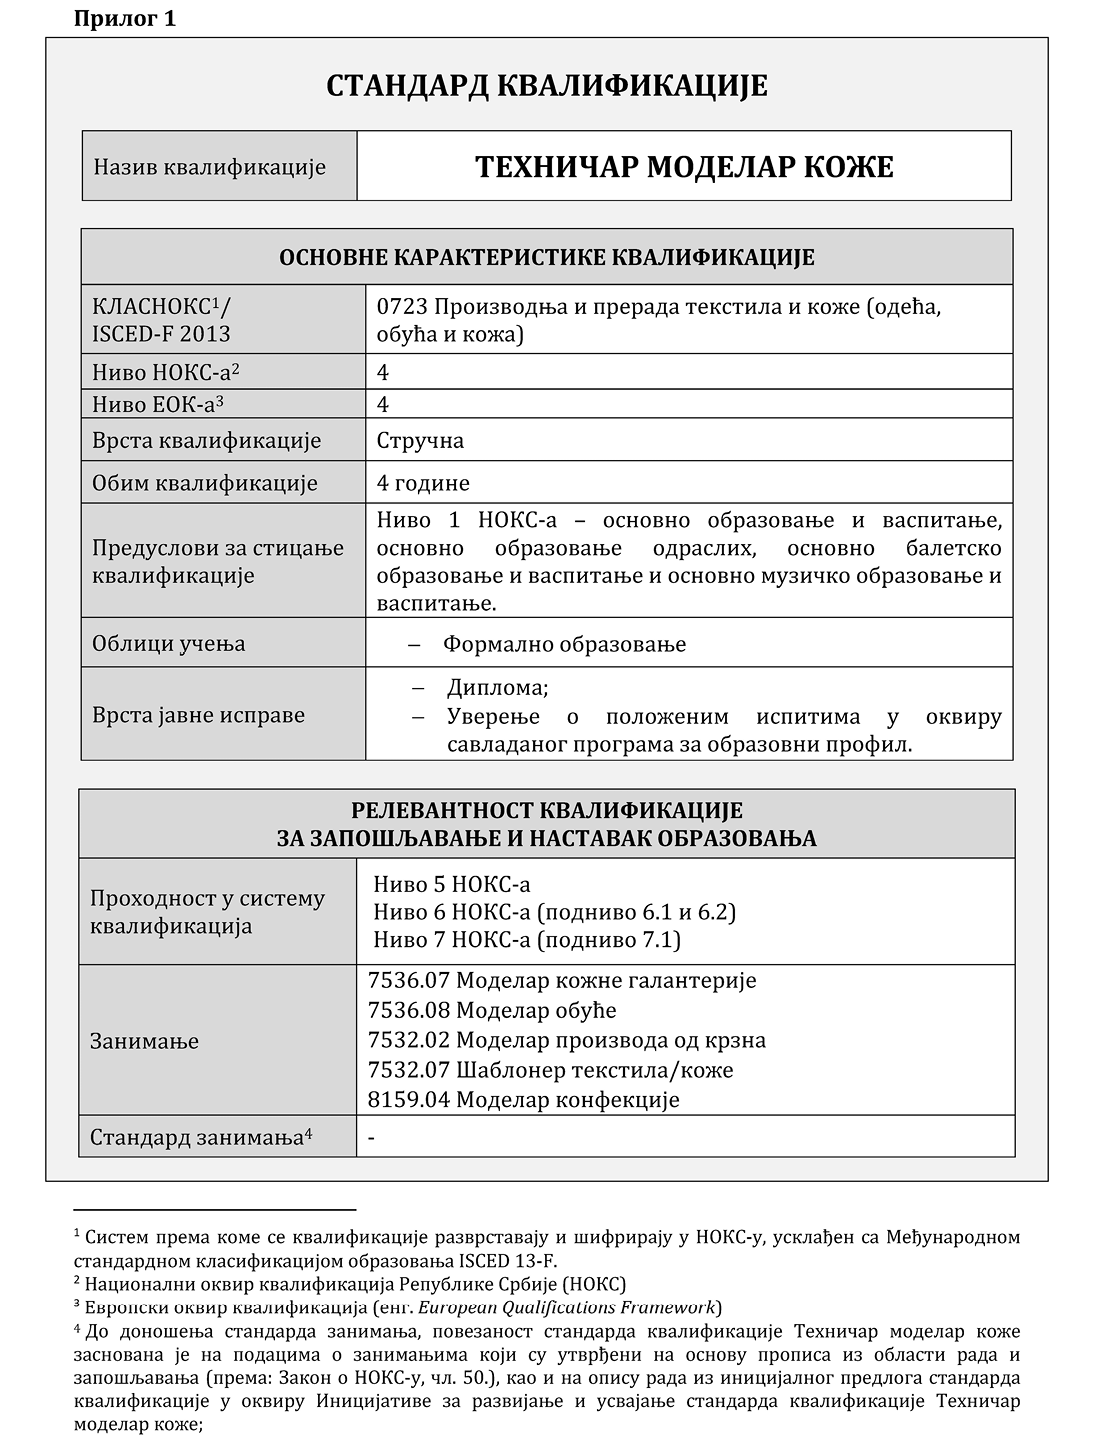 Прилог 1
СТАНДАРД КВАЛИФИКАЦИЈЕ
Назив квалификације
ТЕХНИЧАР МОДЕЛАР КОЖЕ
ОСНОВНЕ КАРАКТЕРИСТИКЕ КВАЛИФИКАЦИЈЕ
КЛАСНОКС¹/
ISCED-F 2013
0723 Производња и прерада текстила и коже (одећа,
обућа и кожа)
Ниво НОКС-а²
4
Ниво ЕОК-а³
4
Врста квалификације
Стручна
Обим квалификације
4 године
Предуслови за стицање
квалификације
Ниво 1 НОКС-а – основно образовање и васпитање,
основно образовање одраслих, основно балетско
образовање и васпитање и основно музичко образовање и
васпитање.
Облици учења
– Формално образовање
Врста јавне исправе
– Диплома;
– Уверење о положеним испитима у оквиру
савладаног програма за образовни профил.
РЕЛЕВАНТНОСТ КВАЛИФИКАЦИЈЕ
ЗА ЗАПОШЉАВАЊЕ И НАСТАВАК ОБРАЗОВАЊА
Проходност у систему
квалификација
Ниво 5 НОКС-а
Ниво 6 НОКС-а (подниво 6.1 и 6.2)
Ниво 7 НОКС-а (подниво 7.1)
Занимање
7536.07 Моделар кожне галантерије
7536.08 Моделар обуће
7532.02 Моделар производа од крзна
7532.07 Шаблонер текстила/коже
8159.04 Моделар конфекције
Стандард занимања⁴
-
¹ Систем према коме се квалификације разврставају и шифрирају у НОКС-у, усклађен са Међународном
стандардном класификацијом образовања ISCED 13-F.
² Национални оквир квалификација Републике Србије (НОКС)
³ Европски оквир квалификација (енг. European Qualifications Framework)
⁴ До доношења стандарда занимања, повезаност стандарда квалификације Техничар моделар коже
заснована је на подацима о занимањима који су утврђени на основу прописа из области рада и
запошљавања (према: Закон о НОКС-у, чл. 50.), као и на опису рада из иницијалног предлога стандарда
квалификације у оквиру Иницијативе за развијање и усвајање стандарда квалификације Техничар
моделар коже;